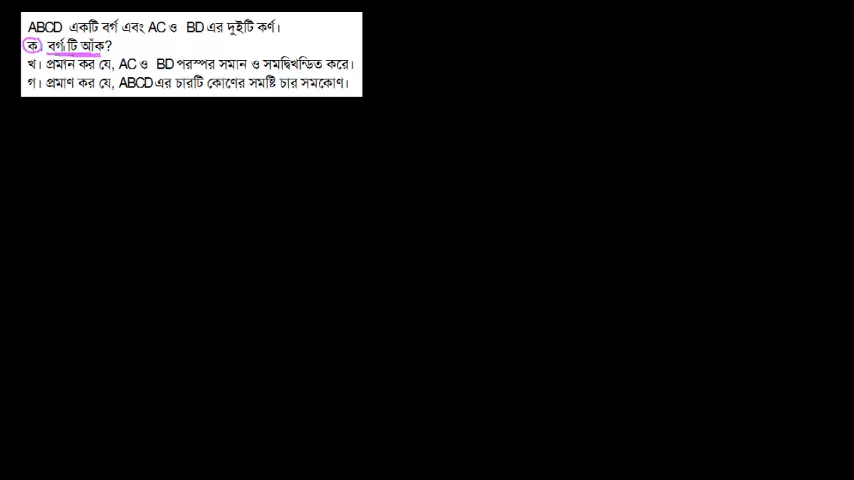 ABCD একটি বর্গ এবং AC ও BD এর দুইটি কর্ণ।
ক। বর্গটি আঁক?
খ। প্রমান কর যে, AC ও BD পরস্পর সমান ও সমদ্বিখন্ডিত করে।
গ। প্রমাণ কর যে, ABCD এর চারটি কোণের সমষ্টি চার সমকোণ।